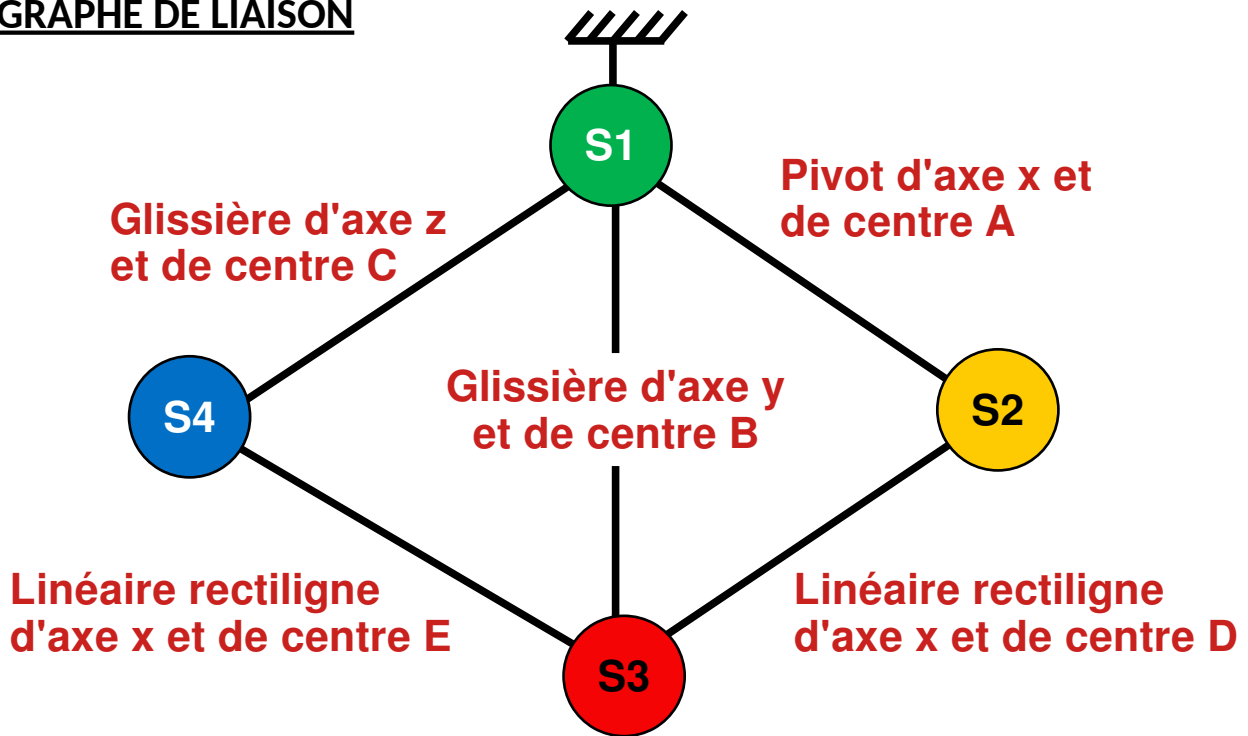 GRAPHE DE LIAISON
S1
Pivot d'axe x et
de centre A
Glissière d'axe z
et de centre C
Glissière d'axe y
et de centre B
S4
S2
Linéaire rectiligne
d'axe x et de centre E
Linéaire rectiligne
d'axe x et de centre D
S3